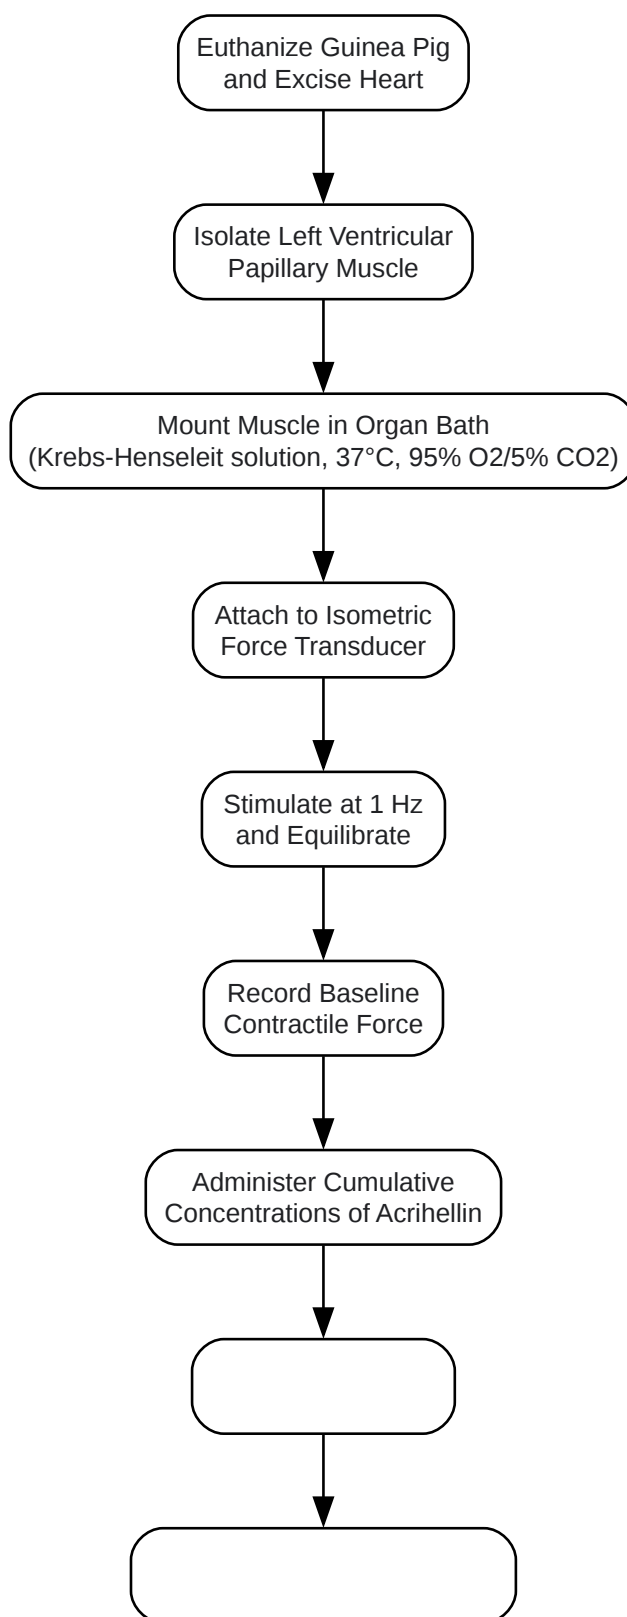 Euthanize Guinea Pig
and Excise Heart
Isolate Left Ventricular
Papillary Muscle
Mount Muscle in Organ Bath
(Krebs-Henseleit solution, 37°C, 95% O2/5% CO2)
Attach to Isometric
Force Transducer
Stimulate at 1 Hz
and Equilibrate
Record Baseline
Contractile Force
Administer Cumulative
Concentrations of Acrihellin